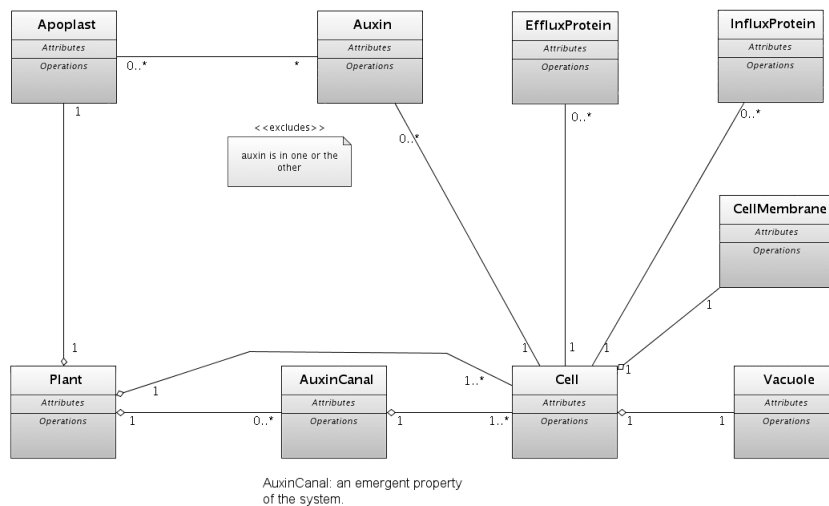 Apoplast
Attributes
Operations
Auxin
Attributes
Operations
EffluxProtein
Attributes
Operations
InfluxProtein
Attributes
Operations
0..*
*
1
0..*
0..*
0..*
<<excludes>>
auxin is in one or the
other
CellMembrane
Attributes
Operations
1
1
1
1
1
1
1
1..*
Plant
Attributes
Operations
AuxinCanal
Attributes
Operations
Cell
Attributes
Operations
Vacuole
Attributes
Operations
1
0..*
1
1..*
1
1
AuxinCanal: an emergent property
of the system.